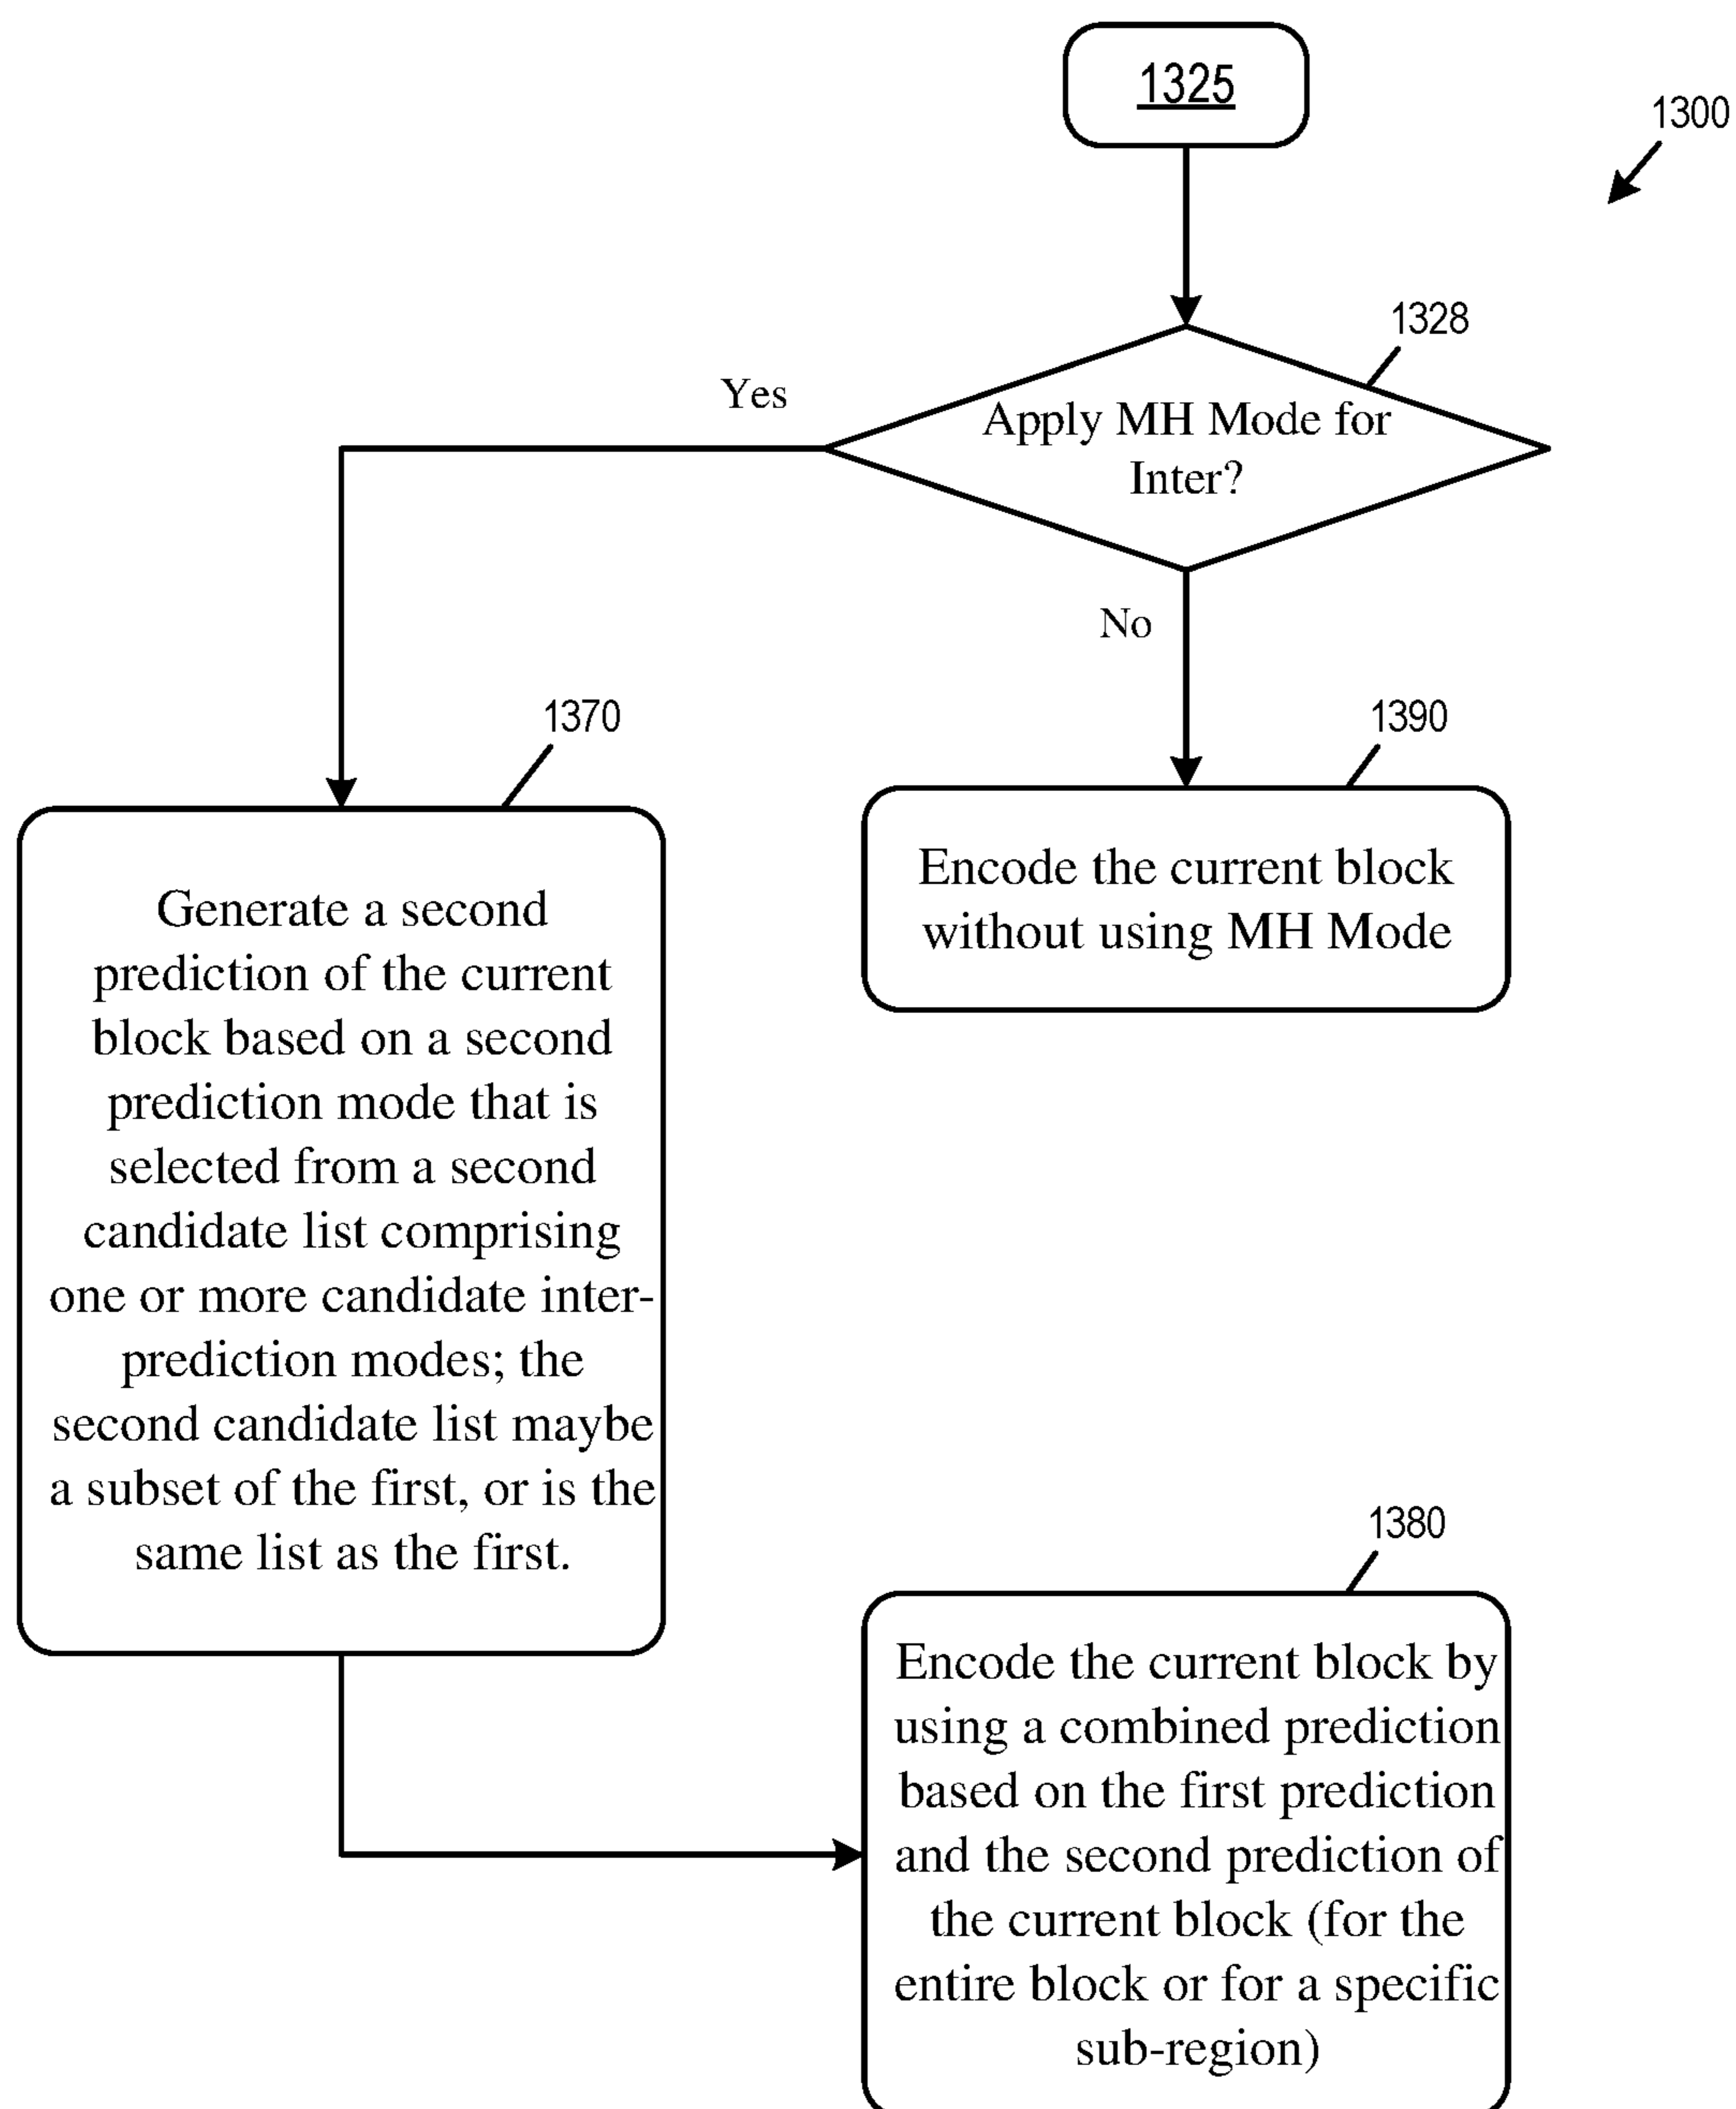 1325
1300
1328
Yes
Apply MH Mode for
Inter?
No
1370
1390
Encode the current block
without using MH Mode
Generate a second
prediction of the current
block based on a second
prediction mode that is
selected from a second
candidate list comprising
one or more candidate inter-
prediction modes; the
second candidate list maybe
a subset of the first, or is the
same list as the first.
1380
Encode the current block by
using a combined prediction
based on the first prediction
and the second prediction of
the current block (for the
entire block or for a specific
sub-region)